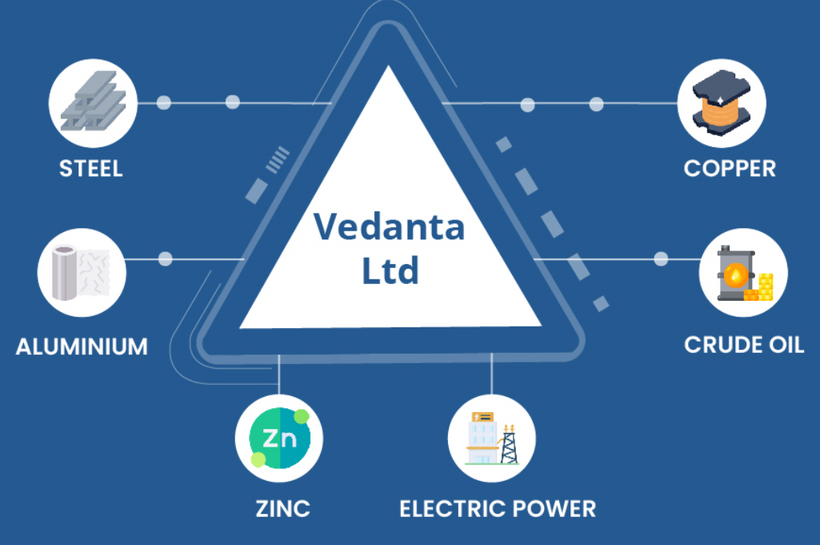 Vedanta
Ltd
STEEL
COPPER
ALUMINIUM
CRUDE OIL
Zn
ZINC
ELECTRIC POWER